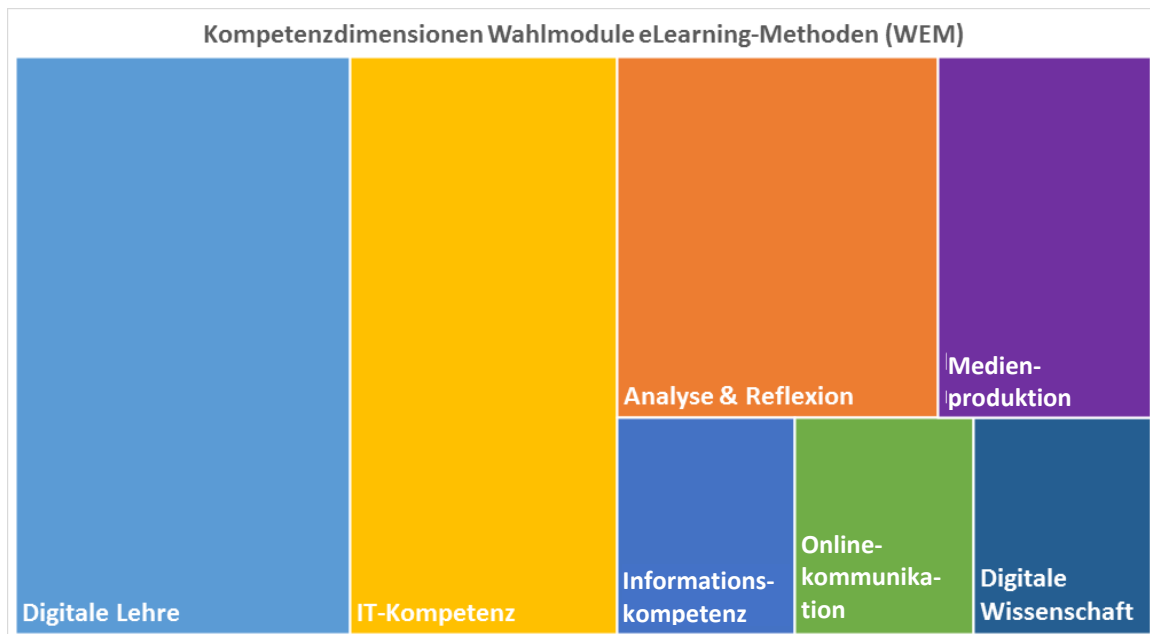 Kompetenzdimensionen Wahlmodule eLearning-Methoden (WEM)
Digitale Lehre
IT-Kompetenz
Analyse & Reflexion
Medien-
produktion
Informations-
kompetenz
Online-
kommunika-
tion
Digitale
Wissenschaft